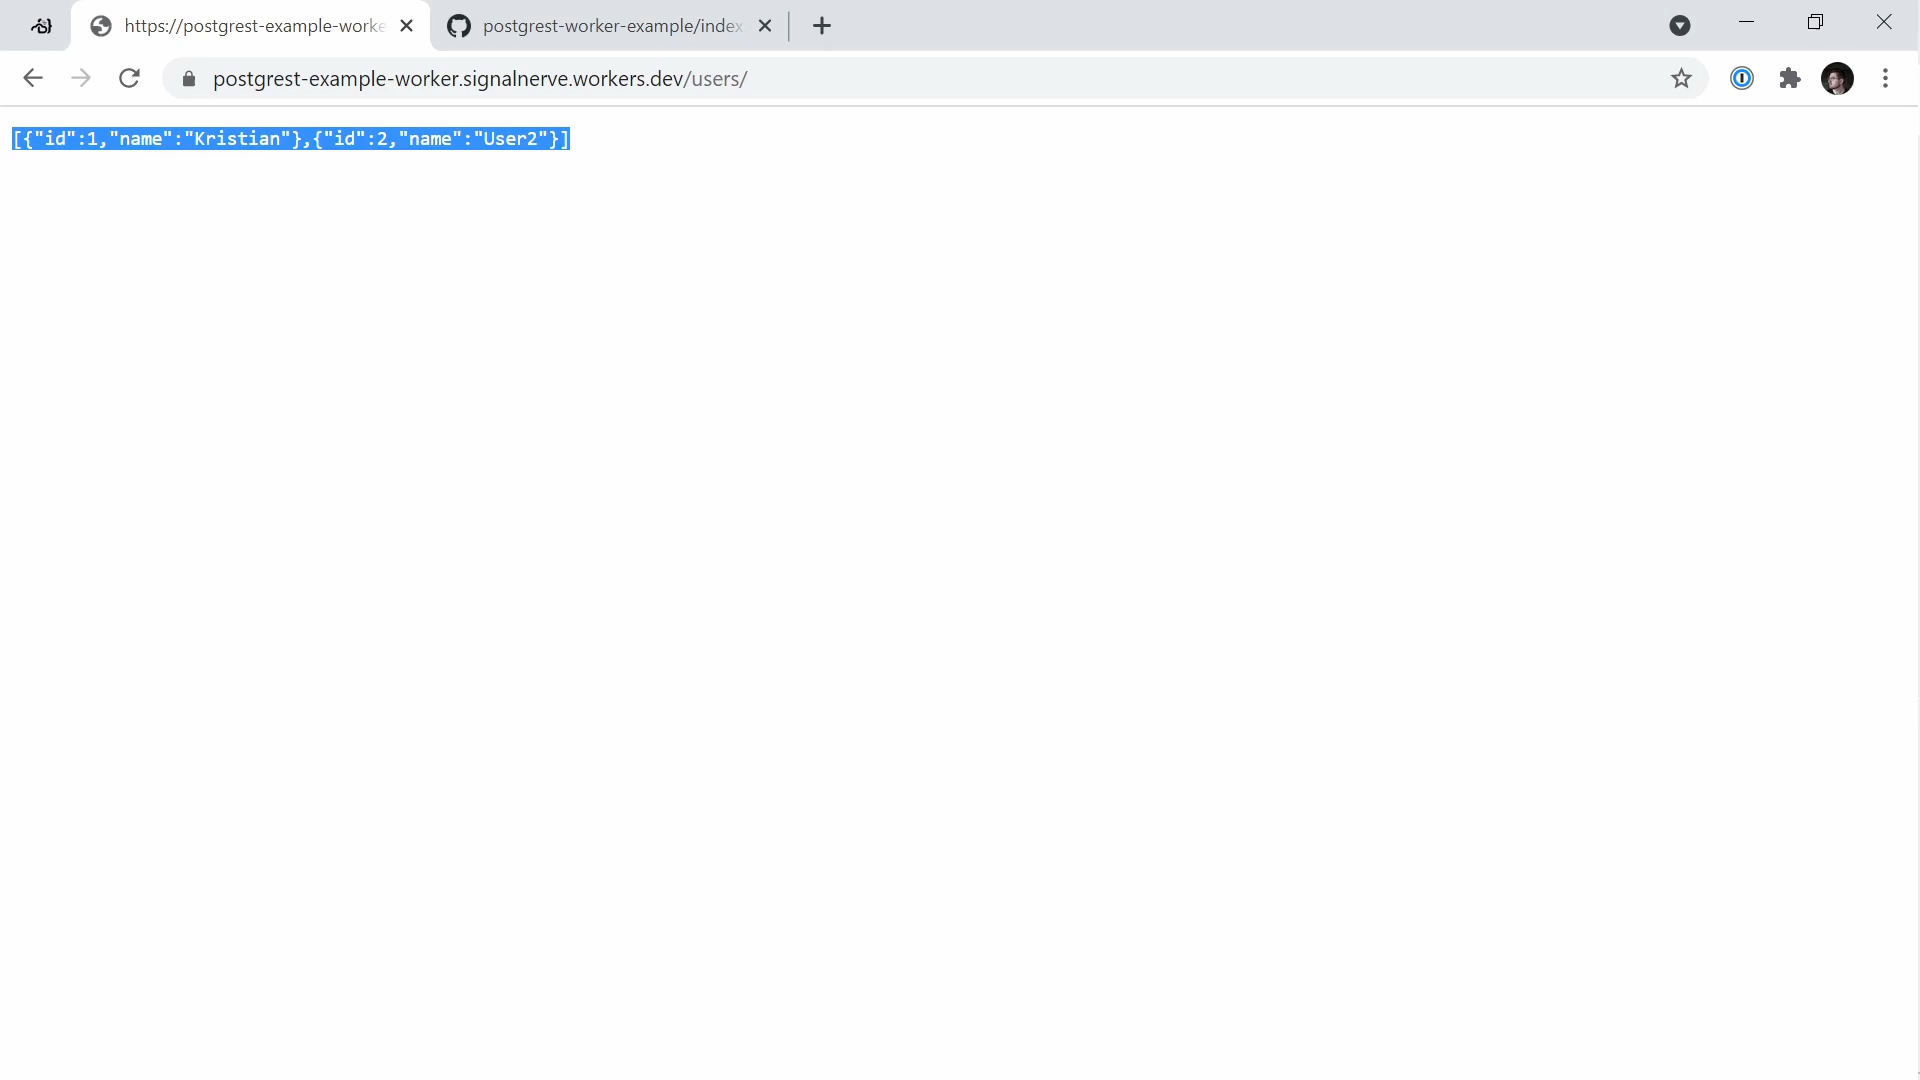 https://postgrest-example-worke
postgrest-worker-example/index
postgrest-example-worker.signalnerve.workers.dev/users/
[{"id":1,"name":"Kristian"},{"id":2,"name":"User2"}]